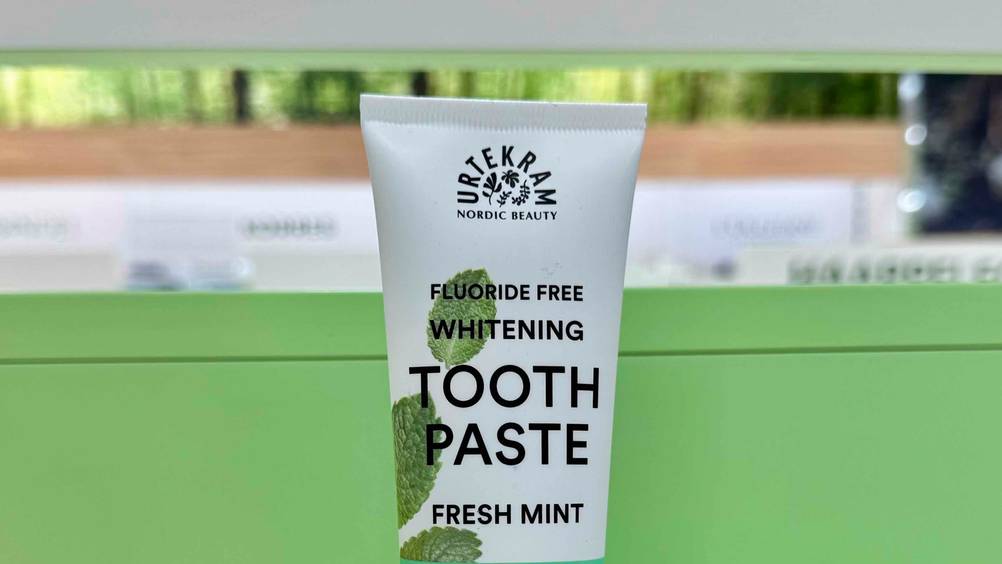 URTEKRAM
NORDIC BEAUTY
FLUORIDE FREE
WHITENING
TOOTH
PASTE
FRESH MINT